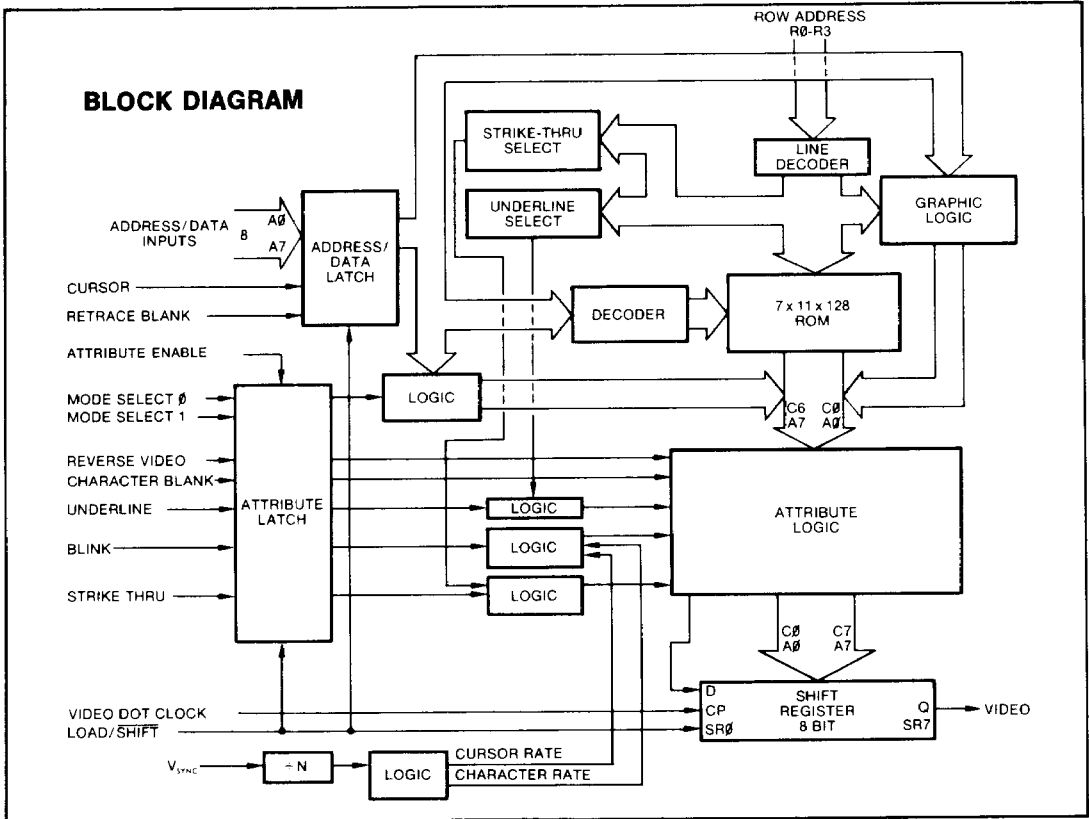 ROW ADDRESS
RØ-R3
BLOCK DIAGRAM
STRIKE-THRU
SELECT
LINE
DECODER
UNDERLINE
SELECT
GRAPHIC
LOGIC
ADDRESS/DATA
INPUTS
8
AØ
A7
ADDRESS/
DATA
LATCH
CURSOR
RETRACE BLANK
DECODER
7 x 11 x 128
ROM
ATTRIBUTE ENABLE
MODE SELECT Ø
MODE SELECT 1
LOGIC
C6 CØ
A7 AØ
REVERSE VIDEO
CHARACTER BLANK
UNDERLINE
BLINK
STRIKE THRU
ATTRIBUTE
LATCH
LOGIC
LOGIC
LOGIC
ATTRIBUTE
LOGIC
CØ C7
AØ A7
D
CP
SRØ
SHIFT
REGISTER
8 BIT
Q
SR7
VIDEO
VIDEO DOT CLOCK
LOAD/SHIFT
VSYNC
÷N
LOGIC
CURSOR RATE
CHARACTER RATE